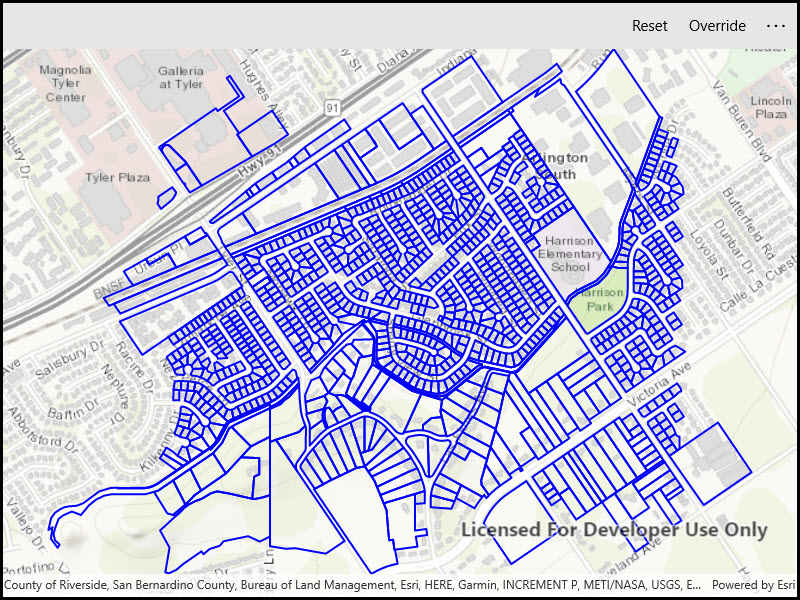 Reset Override ...
Magnolia
Tyler
Center
Galleria
at Tyler
Hughes Ave
Diana
Indiana
91
Van Buren Blvd
Lincoln
Plaza
Hwy-91
Tyler Plaza
Dr
Arlington
South
Harrison
Elementary
School
Butterfield Rd
Dunbar Dr
Loyola St
Calle La Cuesta
BNSF
Harrison
Park
Salisbury Dr
Racine Dr
Neptune
Dr
Baffin Dr
Abbotsford Dr
Victoria Ave
Vallejo Dr
Licensed For Developer Use Only
Ln
County of Riverside, San Bernardino County, Bureau of Land Management, Esri, HERE, Garmin, INCREMENT P, METI/NASA, USGS, E... Powered by Esri